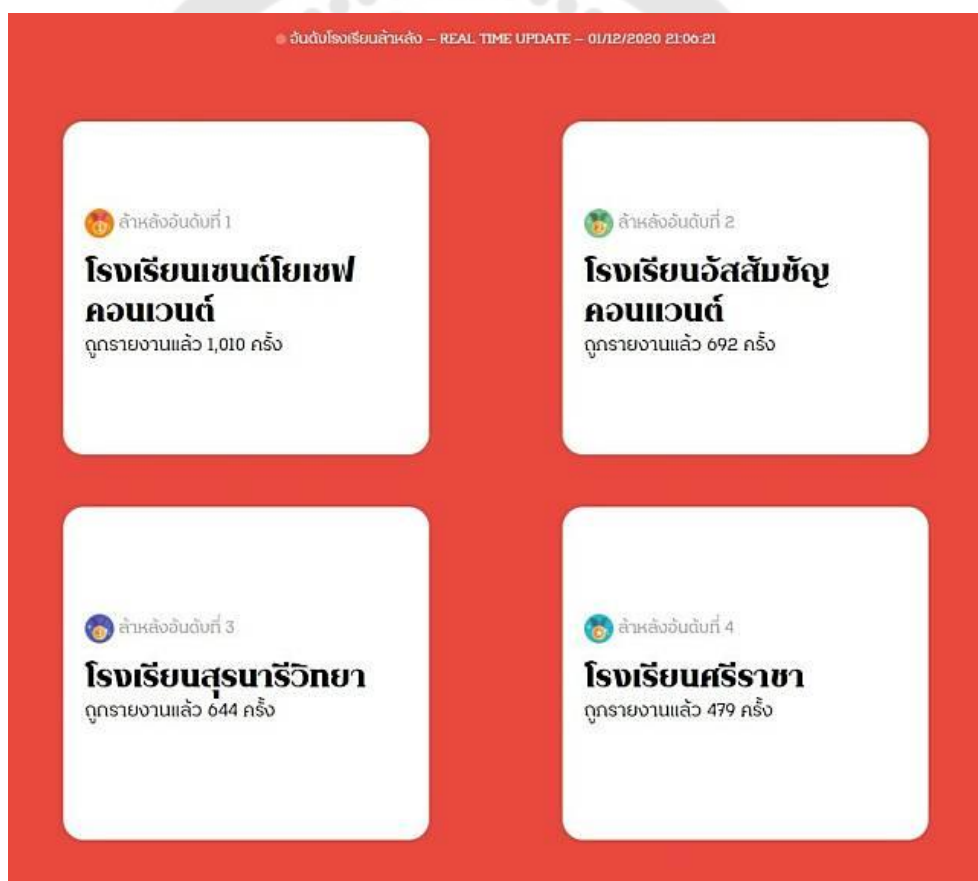 อันดับโรงเรียนล้าหลัง – REAL TIME UPDATE – 01/12/2020 21:06:21
ล้าหลังอันดับที่ 1
โรงเรียนเซนต์โยเซฟ
คอนเวนต์
ถูกรายงานแล้ว 1,010 ครั้ง
ล้าหลังอันดับที่ 2
โรงเรียนอัสสัมชัญ
คอนแวนต์
ถูกรายงานแล้ว 692 ครั้ง
ล้าหลังอันดับที่ 3
โรงเรียนสุรนารีวิทยา
ถูกรายงานแล้ว 644 ครั้ง
ล้าหลังอันดับที่ 4
โรงเรียนศรีราชา
ถูกรายงานแล้ว 479 ครั้ง